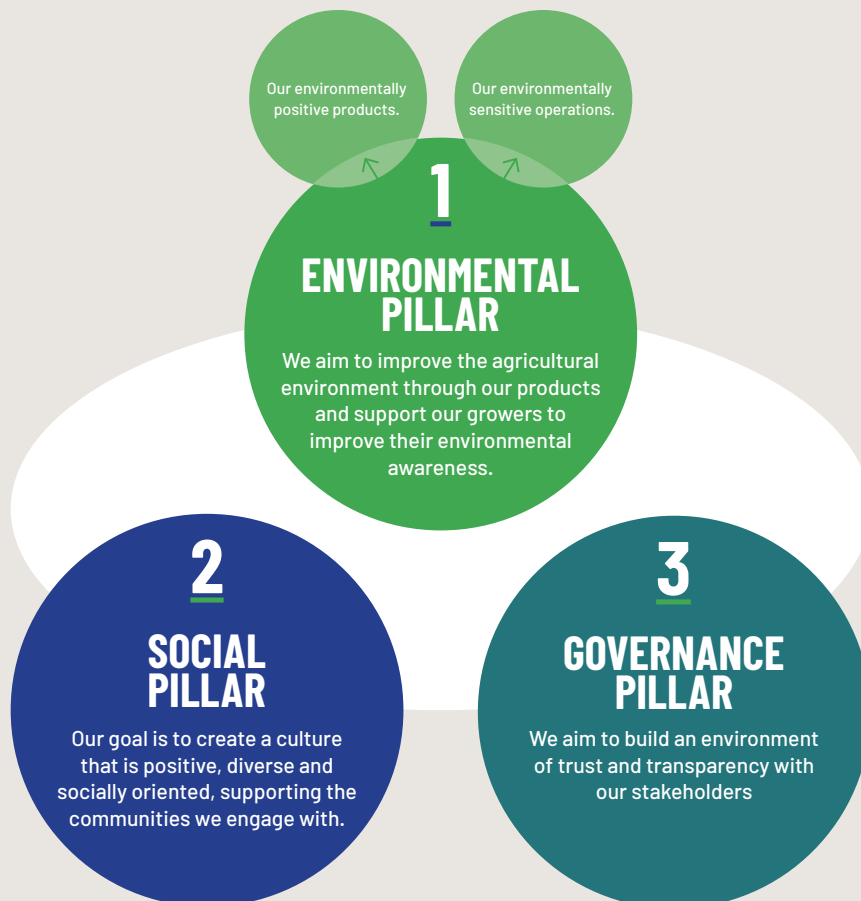 Our environmentally
positive products.
Our environmentally
sensitive operations.
1
ENVIRONMENTAL
PILLAR
We aim to improve the agricultural
environment through our products
and support our growers to
improve their environmental
awareness.
2
SOCIAL
PILLAR
Our goal is to create a culture
that is positive, diverse and
socially oriented, supporting the
communities we engage with.
3
GOVERNANCE
PILLAR
We aim to build an environment
of trust and transparency with
our stakeholders